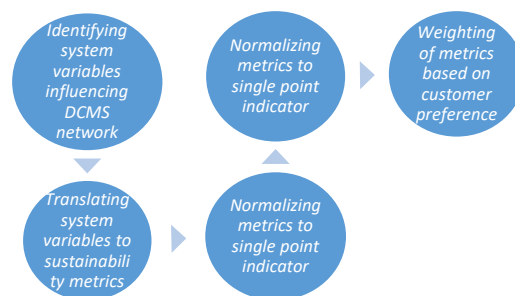 Identifying
system
variables
influencing
DCMS
network
Translating
system
variables to
sustainabili
ty metrics
Normalizing
metrics to
single point
indicator
Normalizing
metrics to
single point
indicator
Weighting
of metrics
based on
customer
preference